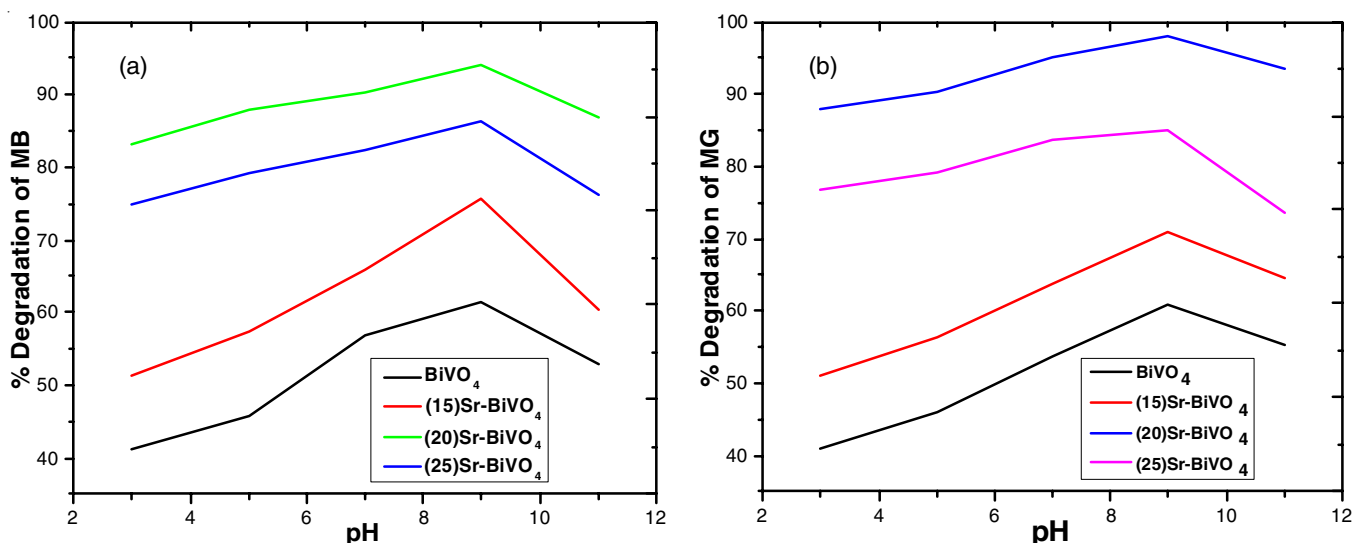 (a)
% Degradation of MB
100
90
80
70
60
50
40
2 4 6 8 10 12
pH
BiVO4
(15)Sr-BiVO4
(20)Sr-BiVO4
(25)Sr-BiVO4
(b)
% Degradation of MG
100
90
80
70
60
50
40
2 4 6 8 10 12
pH
BiVO4
(15)Sr-BiVO4
(20)Sr-BiVO4
(25)Sr-BiVO4